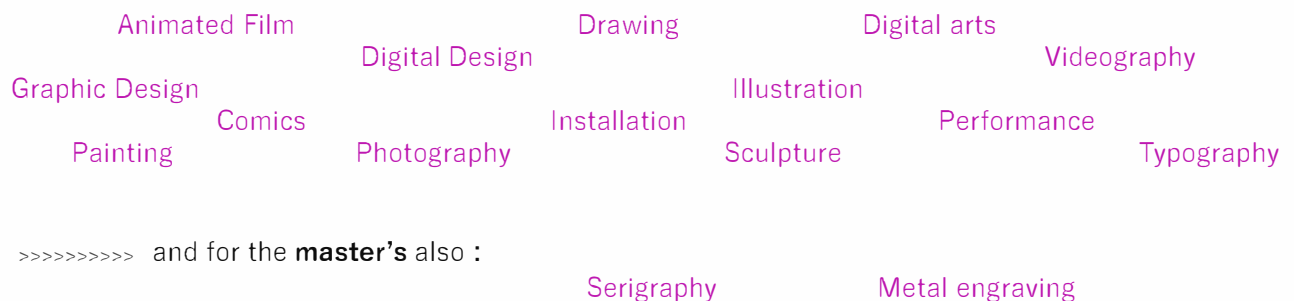 Animated Film Drawing Digital arts
Digital Design Videography
Graphic Design Illustration
Comics Installation Performance
Painting Photography Sculpture Typography
>>>>>>>>>> and for the master’s also :
Serigraphy Metal engraving